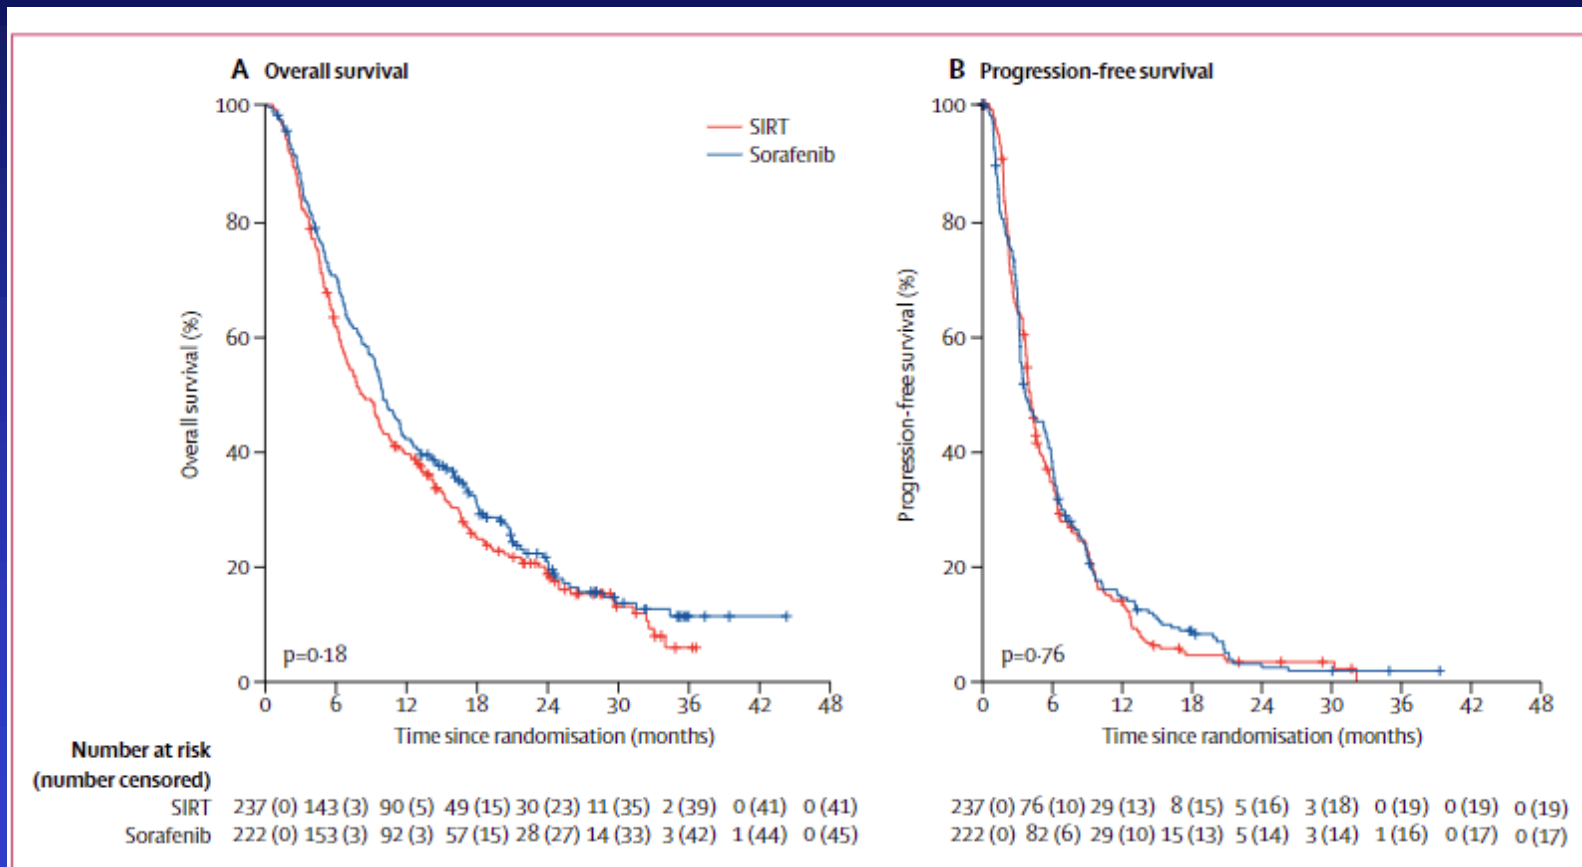 A Overall survival
100
80
60
40
20
0
Overall survival (%)
SIRT
Sorafenib
p=0·18
0 6 12 18 24 30 36 42 48
Time since randomisation (months)
B Progression-free survival
100
80
60
40
20
0
Progression-free survival (%)
p=0·76
0 6 12 18 24 30 36 42 48
Time since randomisation (months)
Number at risk
(number censored)
SIRT 237 (0) 143 (3) 90 (5) 49 (15) 30 (23) 11 (35) 2 (39) 0 (41) 0 (41) 237 (0) 76 (10) 29 (13) 8 (15) 5 (16) 3 (18) 0 (19) 0 (19) 0 (19)
Sorafenib 222 (0) 153 (3) 92 (3) 57 (15) 28 (27) 14 (33) 3 (42) 1 (44) 0 (45) 222 (0) 82 (6) 29 (10) 15 (13) 5 (14) 3 (14) 1 (16) 0 (17) 0 (17)